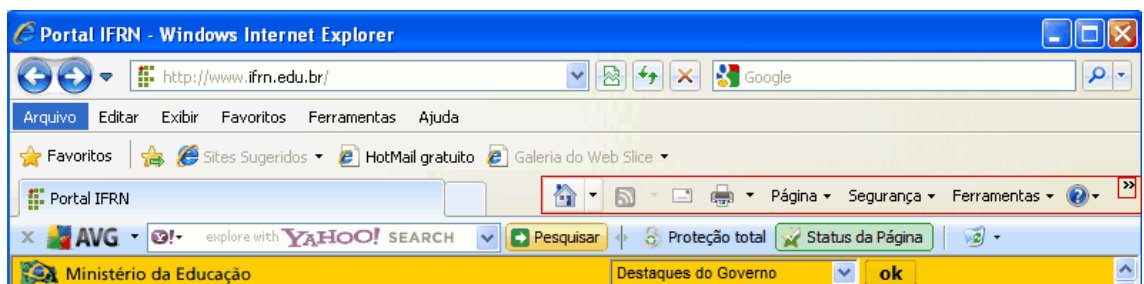 Portal IFRN - Windows Internet Explorer
http://www.ifrn.edu.br/ Google
Arquivo Editar Exibir Favoritos Ferramentas Ajuda
Favoritos Sites Sugeridos HotMail gratuito Galeria do Web Slice
Portal IFRN Página Segurança Ferramentas
AVG explore with YAHOO! SEARCH Pesquisar Proteção total Status da Página
Ministério da Educação Destaques do Governo ok